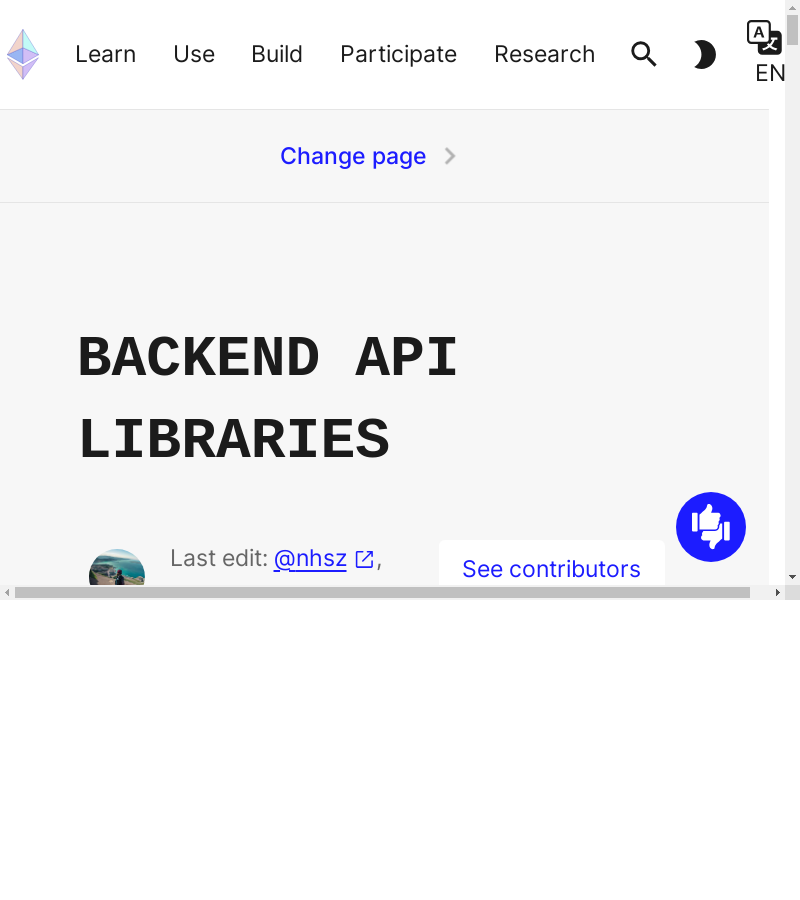 Learn Use Build Participate Research
EN
Change page
BACKEND API
LIBRARIES
Last edit: @nhsz,
See contributors